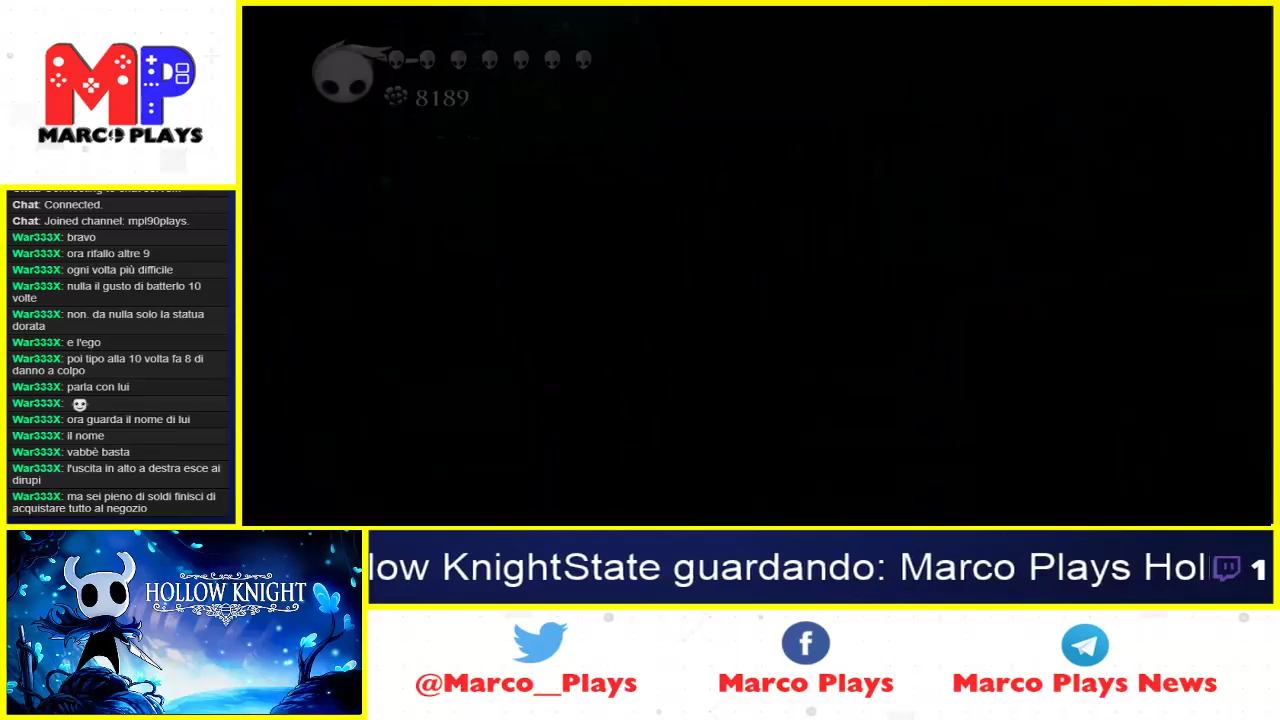 MP
MARCO PLAYS
Chat: Connected.
Chat: Joined channel: mpl90plays.
War333X: bravo
War333X: ora rifallo altre 9
War333X: ogni volta più difficile
War333X: nulla il gusto di batterlo 10
volte
War333X: non. da nulla solo la statua
dorata
War333X: e l'ego
War333X: poi tipo alla 10 volta fa 8 di
danno a colpo
War333X: parla con lui
War333X:
War333X: ora guarda il nome di lui
War333X: il nome
War333X: vabbè basta
War333X: l'uscita in alto a destra esce ai
dirupi
War333X: ma sei pieno di soldi finisci di
acquistare tutto al negozio
8189
HOLLOW KNIGHT
low KnightState guardando: Marco Plays Hol
1
@Marco__Plays
Marco Plays
Marco Plays News